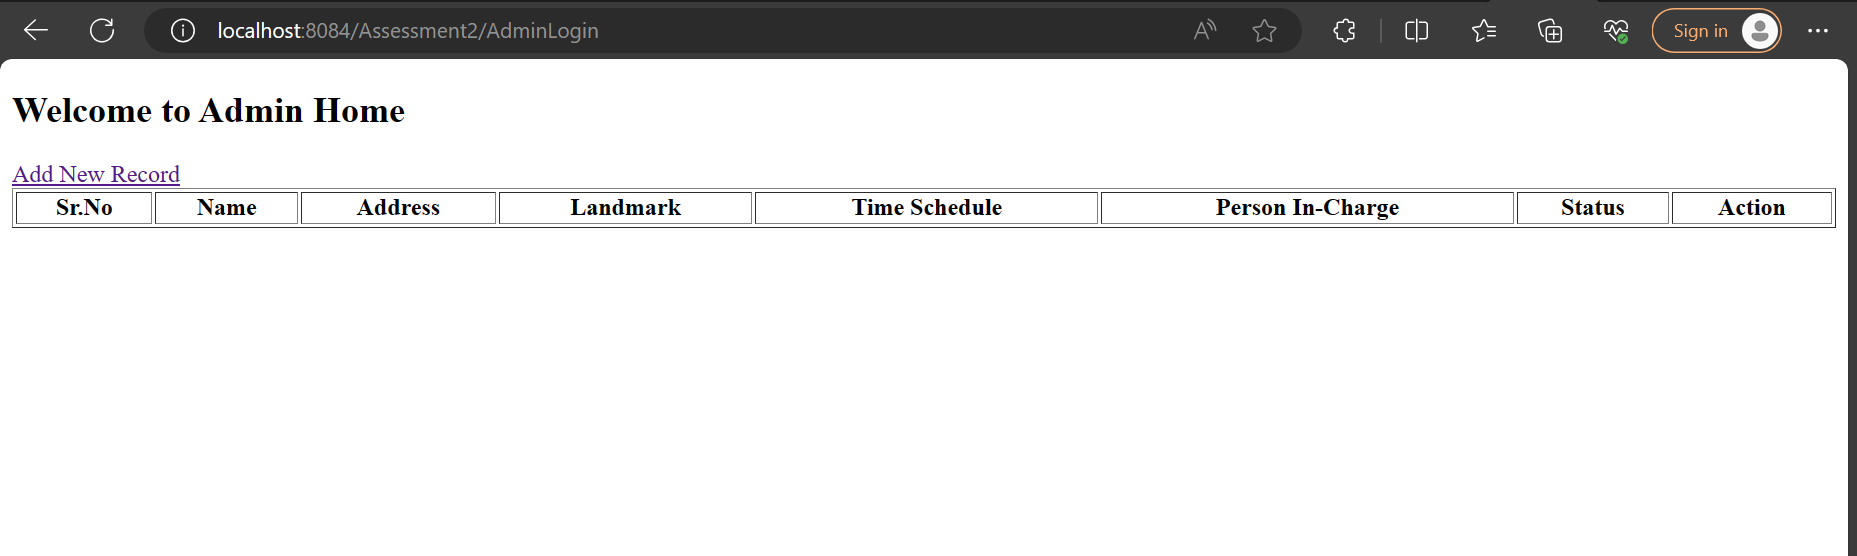 localhost:8084/Assessment2/AdminLogin
Sign in
Welcome to Admin Home
Add New Record
Sr.No Name Address Landmark Time Schedule Person In-Charge Status Action